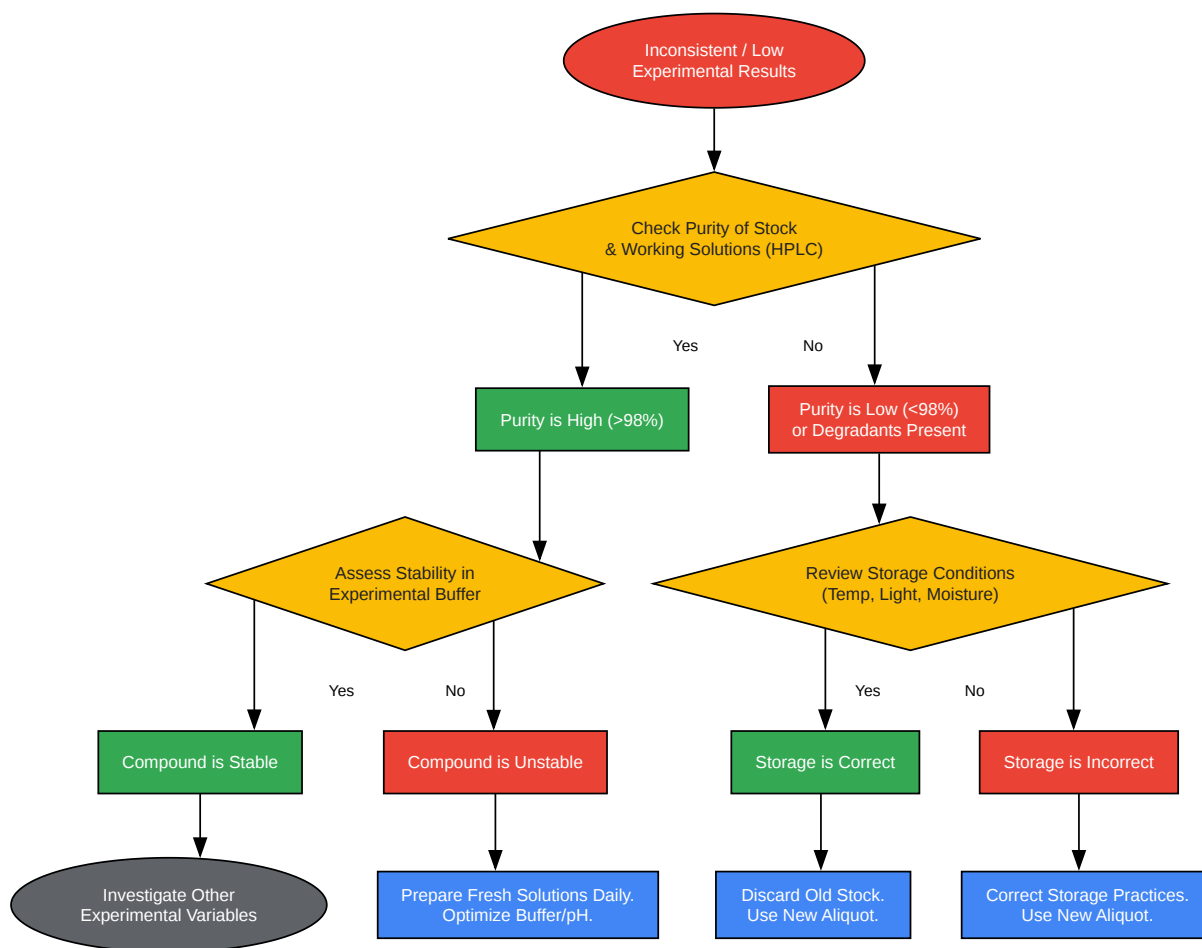 Inconsistent / Low
Experimental Results
Check Purity of Stock
& Working Solutions (HPLC)
Yes
No
Purity is High (>98%)
Purity is Low (<98%)
or Degradants Present
Assess Stability in
Experimental Buffer
Review Storage Conditions
(Temp, Light, Moisture)
Yes
No
Yes
No
Compound is Stable
Compound is Unstable
Storage is Correct
Storage is Incorrect
Investigate Other
Experimental Variables
Prepare Fresh Solutions Daily.
Optimize Buffer/pH.
Discard Old Stock.
Use New Aliquot.
Correct Storage Practices.
Use New Aliquot.